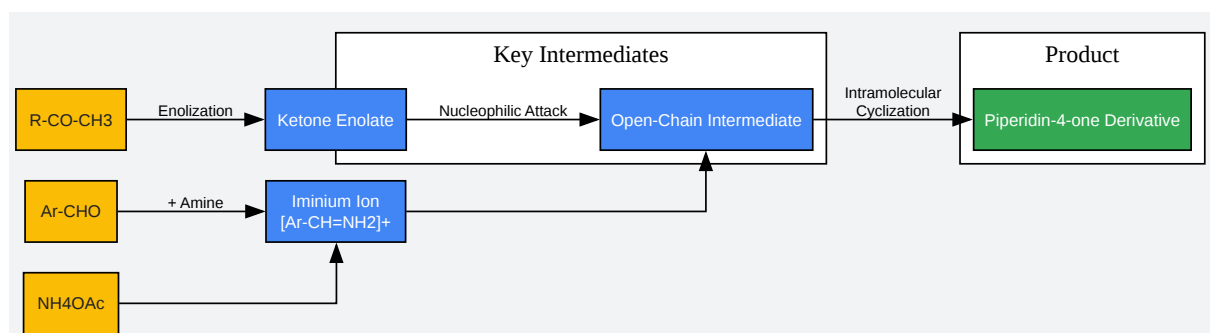 Key Intermediates
Product
R-CO-CH3
Enolization
Ketone Enolate
Nucleophilic Attack
Open-Chain Intermediate
Intramolecular
Cyclization
Piperidin-4-one Derivative
Ar-CHO
+ Amine
Iminium Ion
[Ar-CH=NH2]+
NH4OAc